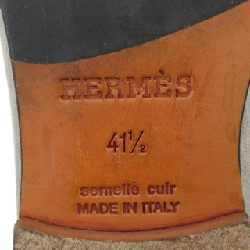 HERMÈS
41½
semelle cuir
MADE IN ITALY